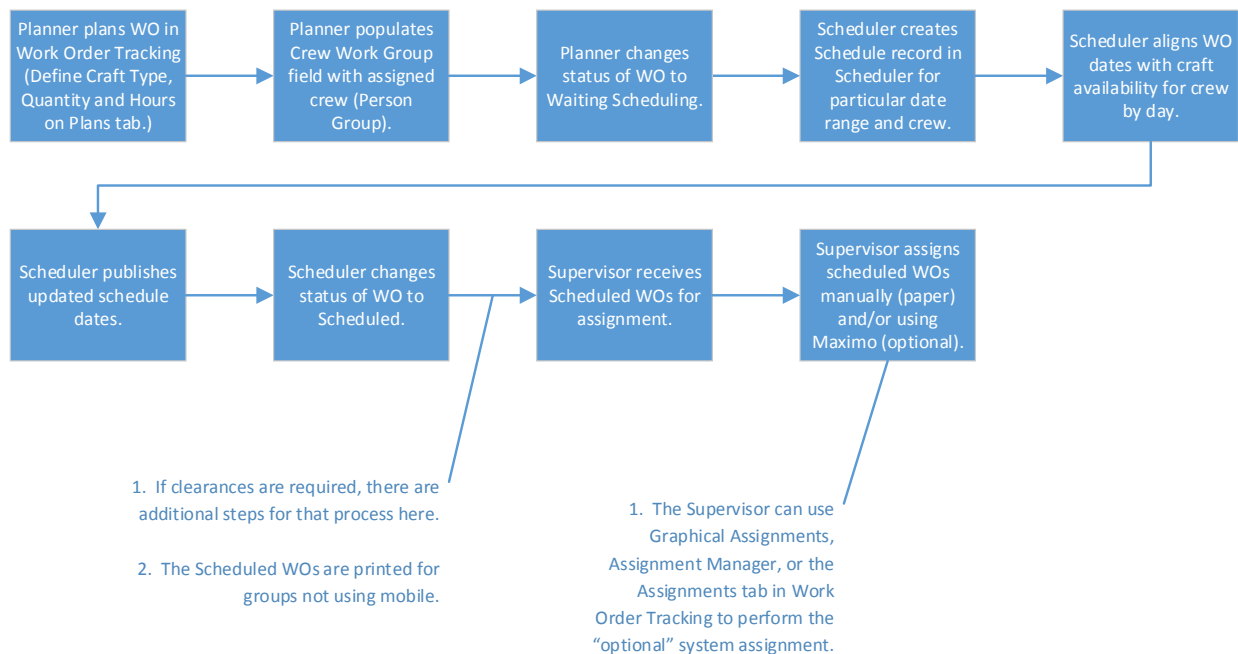 Planner plans WO in
Work Order Tracking
(Define Craft Type,
Quantity and Hours
on Plans tab.)
Planner populates
Crew Work Group
field with assigned
crew (Person
Group).
Planner changes
status of WO to
Waiting Scheduling.
Scheduler creates
Schedule record in
Scheduler for
particular date
range and crew.
Scheduler aligns WO
dates with craft
availability for crew
by day.
Scheduler publishes
updated schedule
dates.
Scheduler changes
status of WO to
Scheduled.
Supervisor receives
Scheduled WOs for
assignment.
Supervisor assigns
scheduled WOs
manually (paper)
and/or using
Maximo (optional).
1. If clearances are required, there are
additional steps for that process here.
2. The Scheduled WOs are printed for
groups not using mobile.
1. The Supervisor can use
Graphical Assignments,
Assignment Manager, or the
Assignments tab in Work
Order Tracking to perform the
“optional” system assignment.